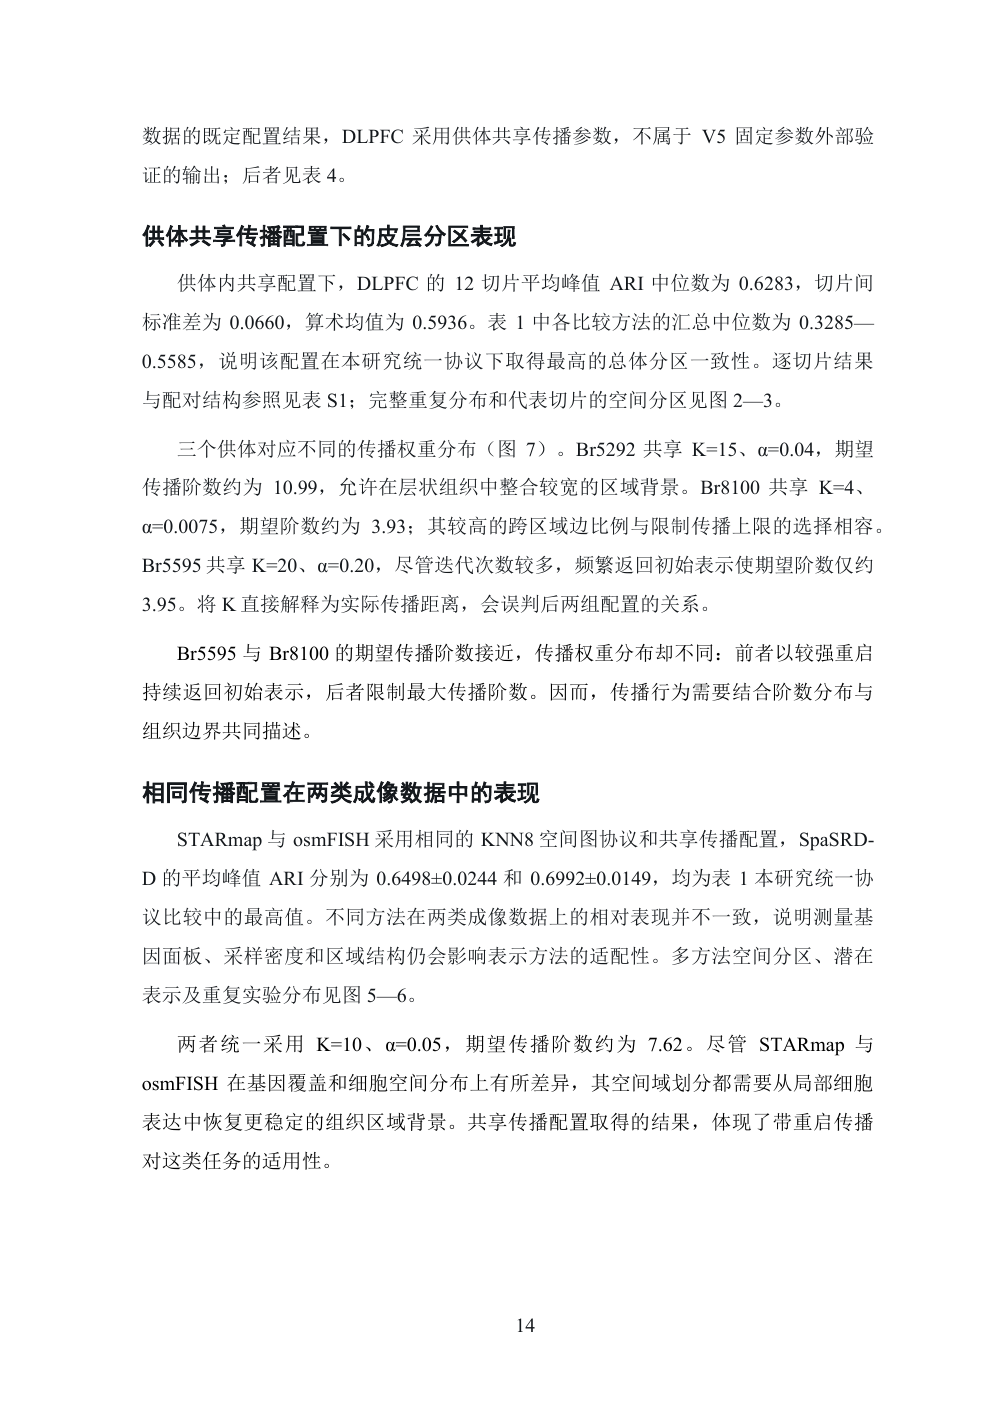 数据的既定配置结果，DLPFC 采用供体共享传播参数，不属于 V5 固定参数外部验
证的输出；后者见表 4。
供体共享传播配置下的皮层分区表现
供体内共享配置下，DLPFC 的 12 切片平均峰值 ARI 中位数为 0.6283，切片间
标准差为 0.0660，算术均值为 0.5936。表 1 中各比较方法的汇总中位数为 0.3285—
0.5585，说明该配置在本研究统一协议下取得最高的总体分区一致性。逐切片结果
与配对结构参照见表 S1；完整重复分布和代表切片的空间分区见图 2—3。
三个供体对应不同的传播权重分布（图 7）。Br5292 共享 K=15、α=0.04，期望
传播阶数约为 10.99，允许在层状组织中整合较宽的区域背景。Br8100 共享 K=4、
α=0.0075，期望阶数约为 3.93；其较高的跨区域边比例与限制传播上限的选择相容。
Br5595 共享 K=20、α=0.20，尽管迭代次数较多，频繁返回初始表示使期望阶数仅约
3.95。将 K 直接解释为实际传播距离，会误判后两组配置的关系。
Br5595 与 Br8100 的期望传播阶数接近，传播权重分布却不同：前者以较强重启
持续返回初始表示，后者限制最大传播阶数。因而，传播行为需要结合阶数分布与
组织边界共同描述。
相同传播配置在两类成像数据中的表现
STARmap 与 osmFISH 采用相同的 KNN8 空间图协议和共享传播配置，SpaSRD-
D 的平均峰值 ARI 分别为 0.6498±0.0244 和 0.6992±0.0149，均为表 1 本研究统一协
议比较中的最高值。不同方法在两类成像数据上的相对表现并不一致，说明测量基
因面板、采样密度和区域结构仍会影响表示方法的适配性。多方法空间分区、潜在
表示及重复实验分布见图 5—6。
两者统一采用 K=10、α=0.05，期望传播阶数约为 7.62。尽管 STARmap 与
osmFISH 在基因覆盖和细胞空间分布上有所差异，其空间域划分都需要从局部细胞
表达中恢复更稳定的组织区域背景。共享传播配置取得的结果，体现了带重启传播
对这类任务的适用性。
14